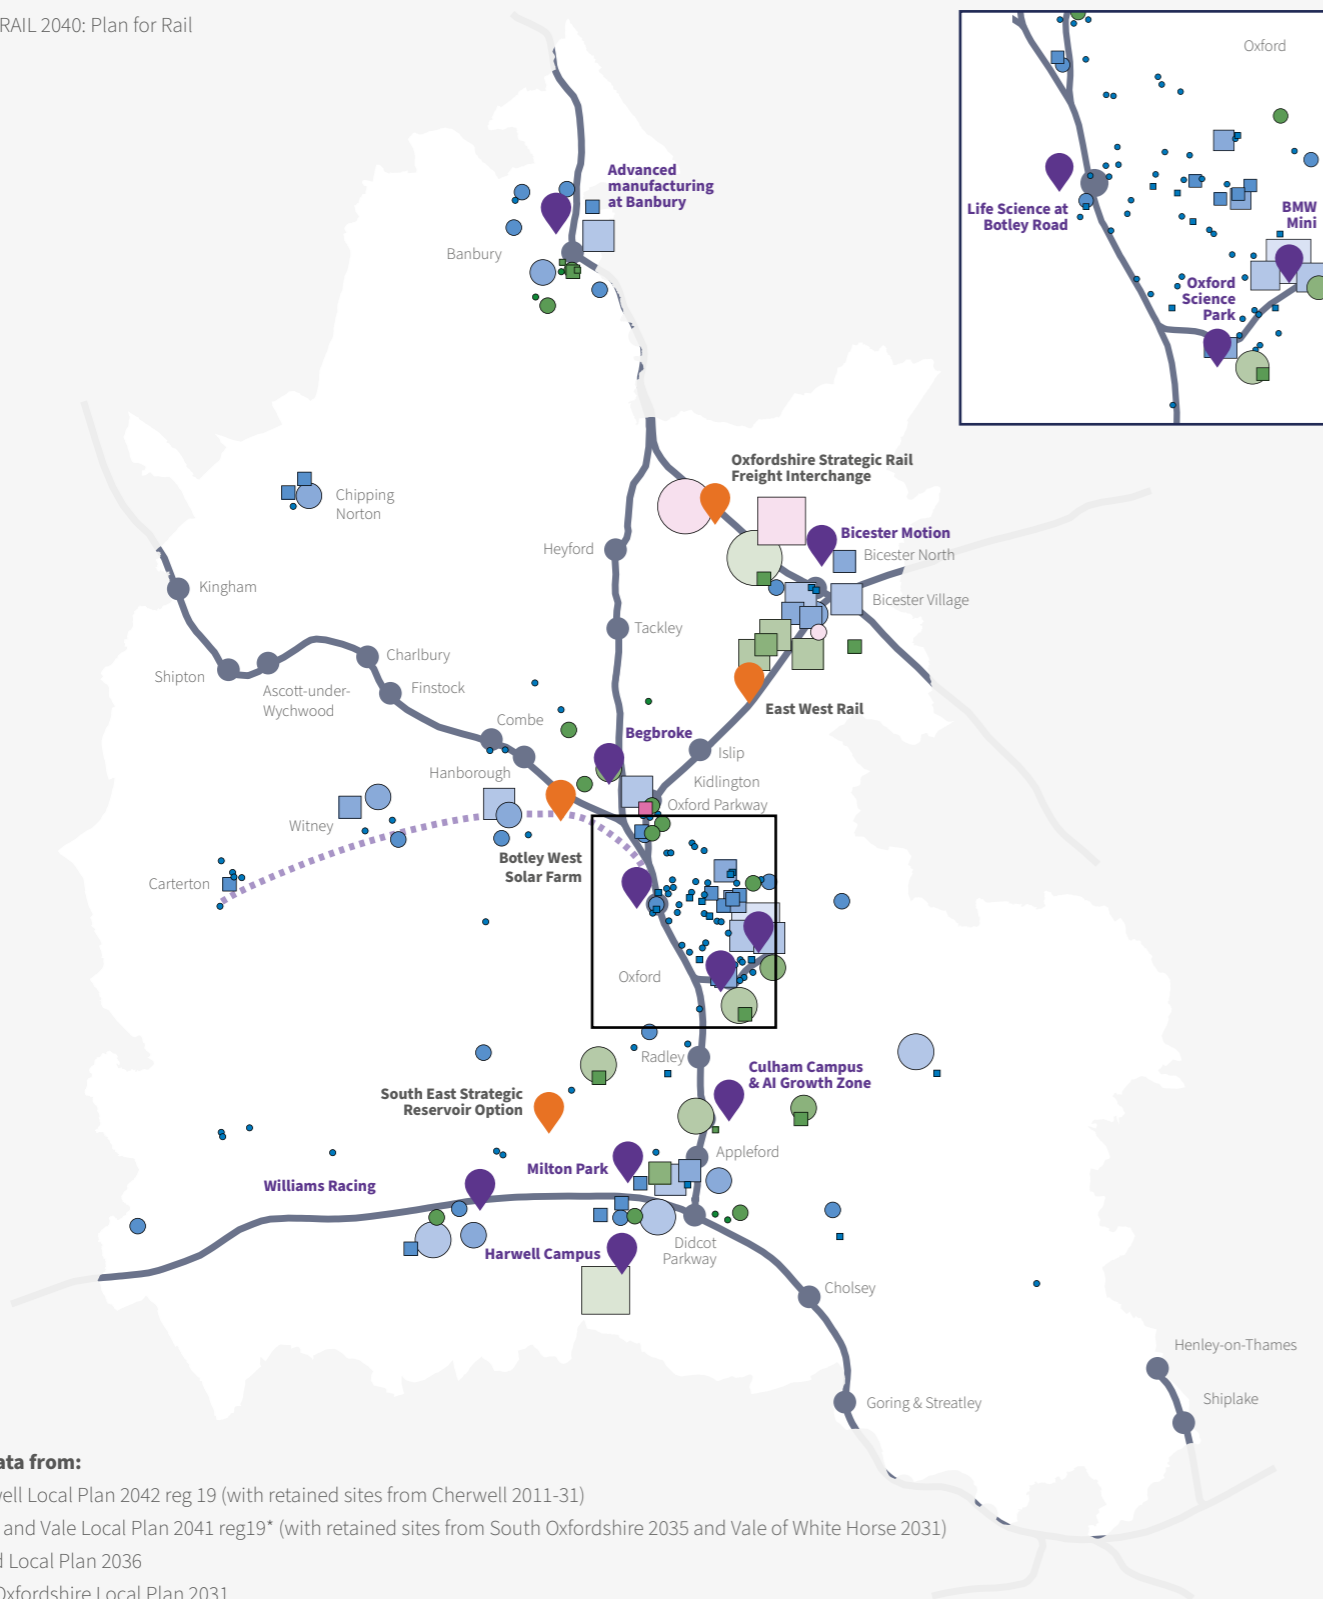 RAIL 2040: Plan for Rail
Oxford
Life Science at
Botley Road
BMW
Mini
Oxford
Science
Park
Advanced
manufacturing
at Banbury
Banbury
Oxfordshire Strategic Rail
Freight Interchange
Chipping
Norton
Bicester Motion
Heyford
Bicester North
Kingham
Bicester Village
Tackley
Charlbury
Shipton
Ascott-under-
Wychwood
Finstock
East West Rail
Combe
Begbroke
Islip
Hanborough
Kidlington
Oxford Parkway
Witney
Botley West
Solar Farm
Carterton
Oxford
Radley
Culham Campus
& AI Growth Zone
South East Strategic
Reservoir Option
Appleford
Milton Park
Williams Racing
Harwell Campus
Didcot
Parkway
Cholsey
Henley-on-Thames
Goring & Streatley
Shiplake
ata from:
ell Local Plan 2042 reg 19 (with retained sites from Cherwell 2011-31)
and Vale Local Plan 2041 reg19* (with retained sites from South Oxfordshire 2035 and Vale of White Horse 2031)
d Local Plan 2036
Oxfordshire Local Plan 2031